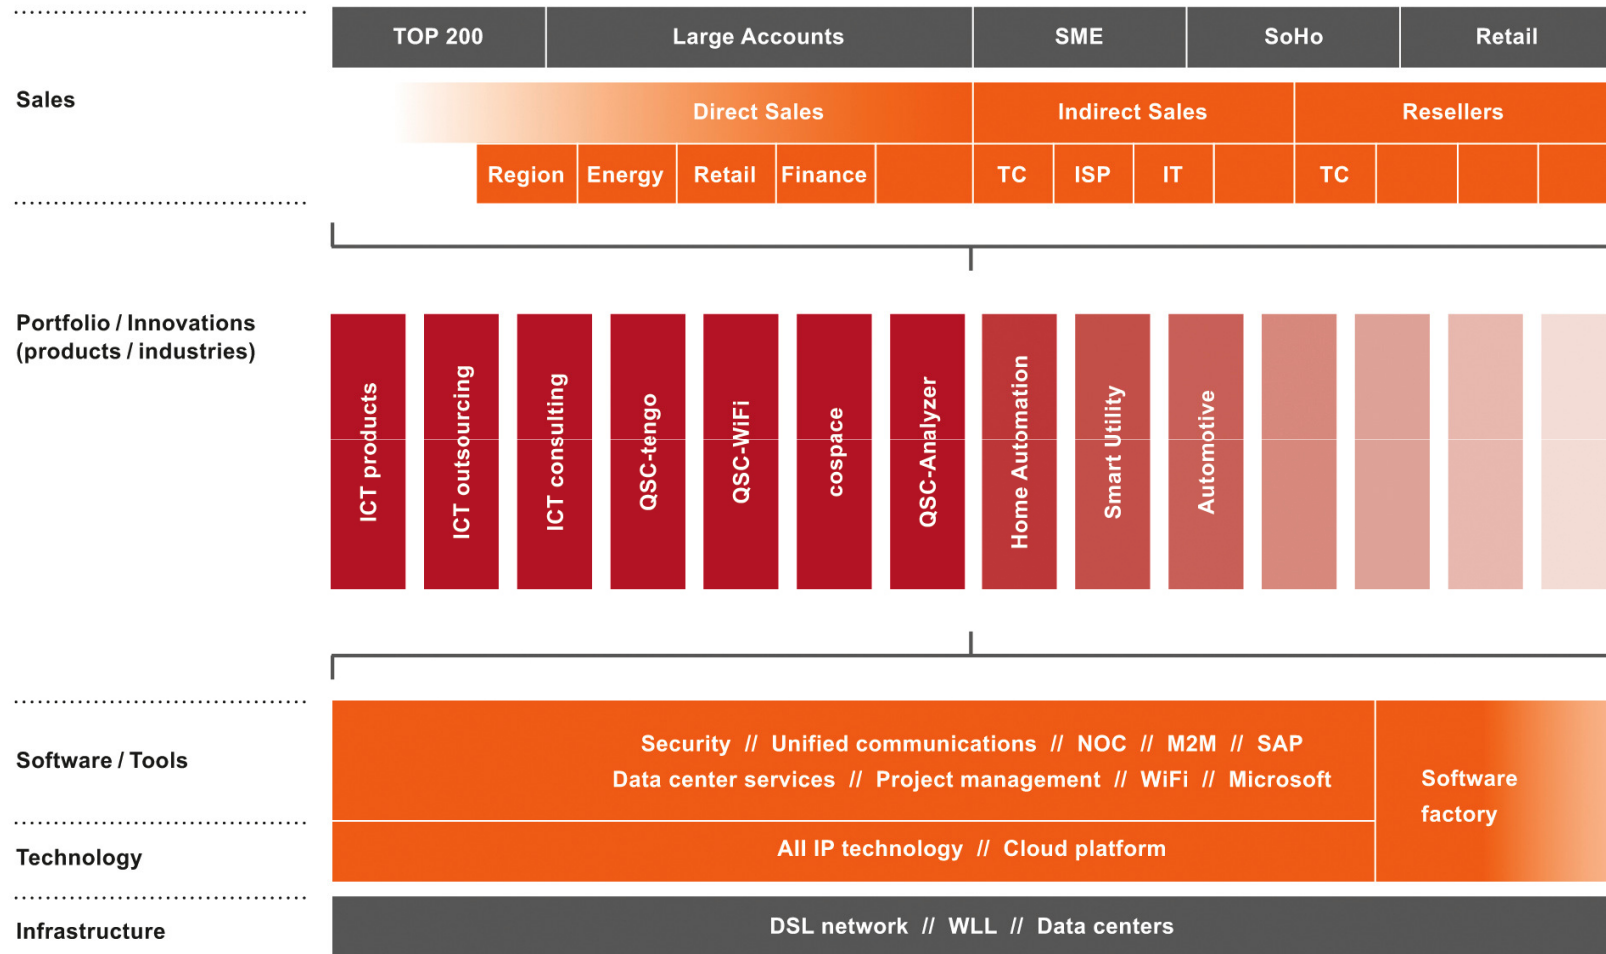 TOP 200
Large Accounts
SME
SoHo
Retail
Sales
Direct Sales
Indirect Sales
Resellers
Region
Energy
Retail
Finance
TC
ISP
IT
TC
Portfolio / Innovations
(products / industries)
ICT products
ICT outsourcing
ICT consulting
QSC-tengo
QSC-WiFi
cospace
QSC-Analyzer
Home Automation
Smart Utility
Automotive
Software / Tools
Security // Unified communications // NOC // M2M // SAP
Data center services // Project management // WiFi // Microsoft
Software
factory
Technology
All IP technology // Cloud platform
Infrastructure
DSL network // WLL // Data centers